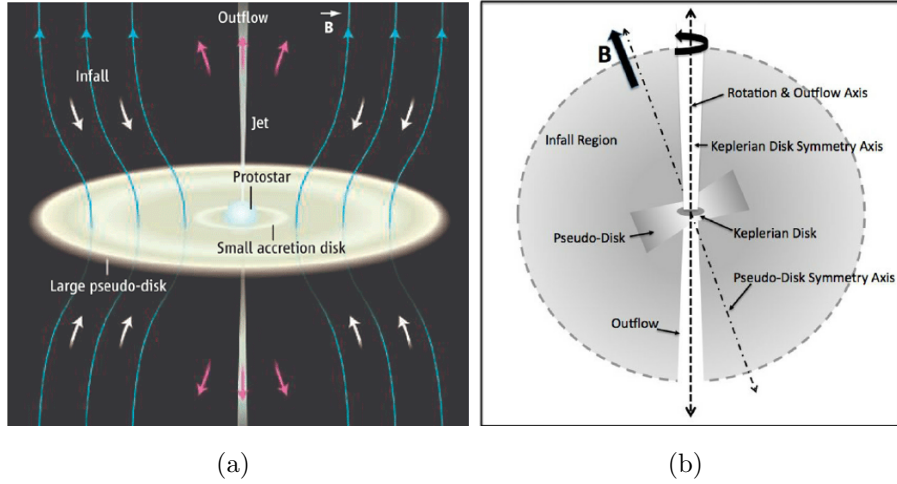 Outflow
B
Infall
Jet
Protostar
Small accretion disk
Large pseudo-disk
(a)
B
Rotation & Outflow Axis
Infall Region
Keplerian Disk Symmetry Axis
Pseudo-Disk
Keplerian Disk
Pseudo-Disk Symmetry Axis
Outflow
(b)